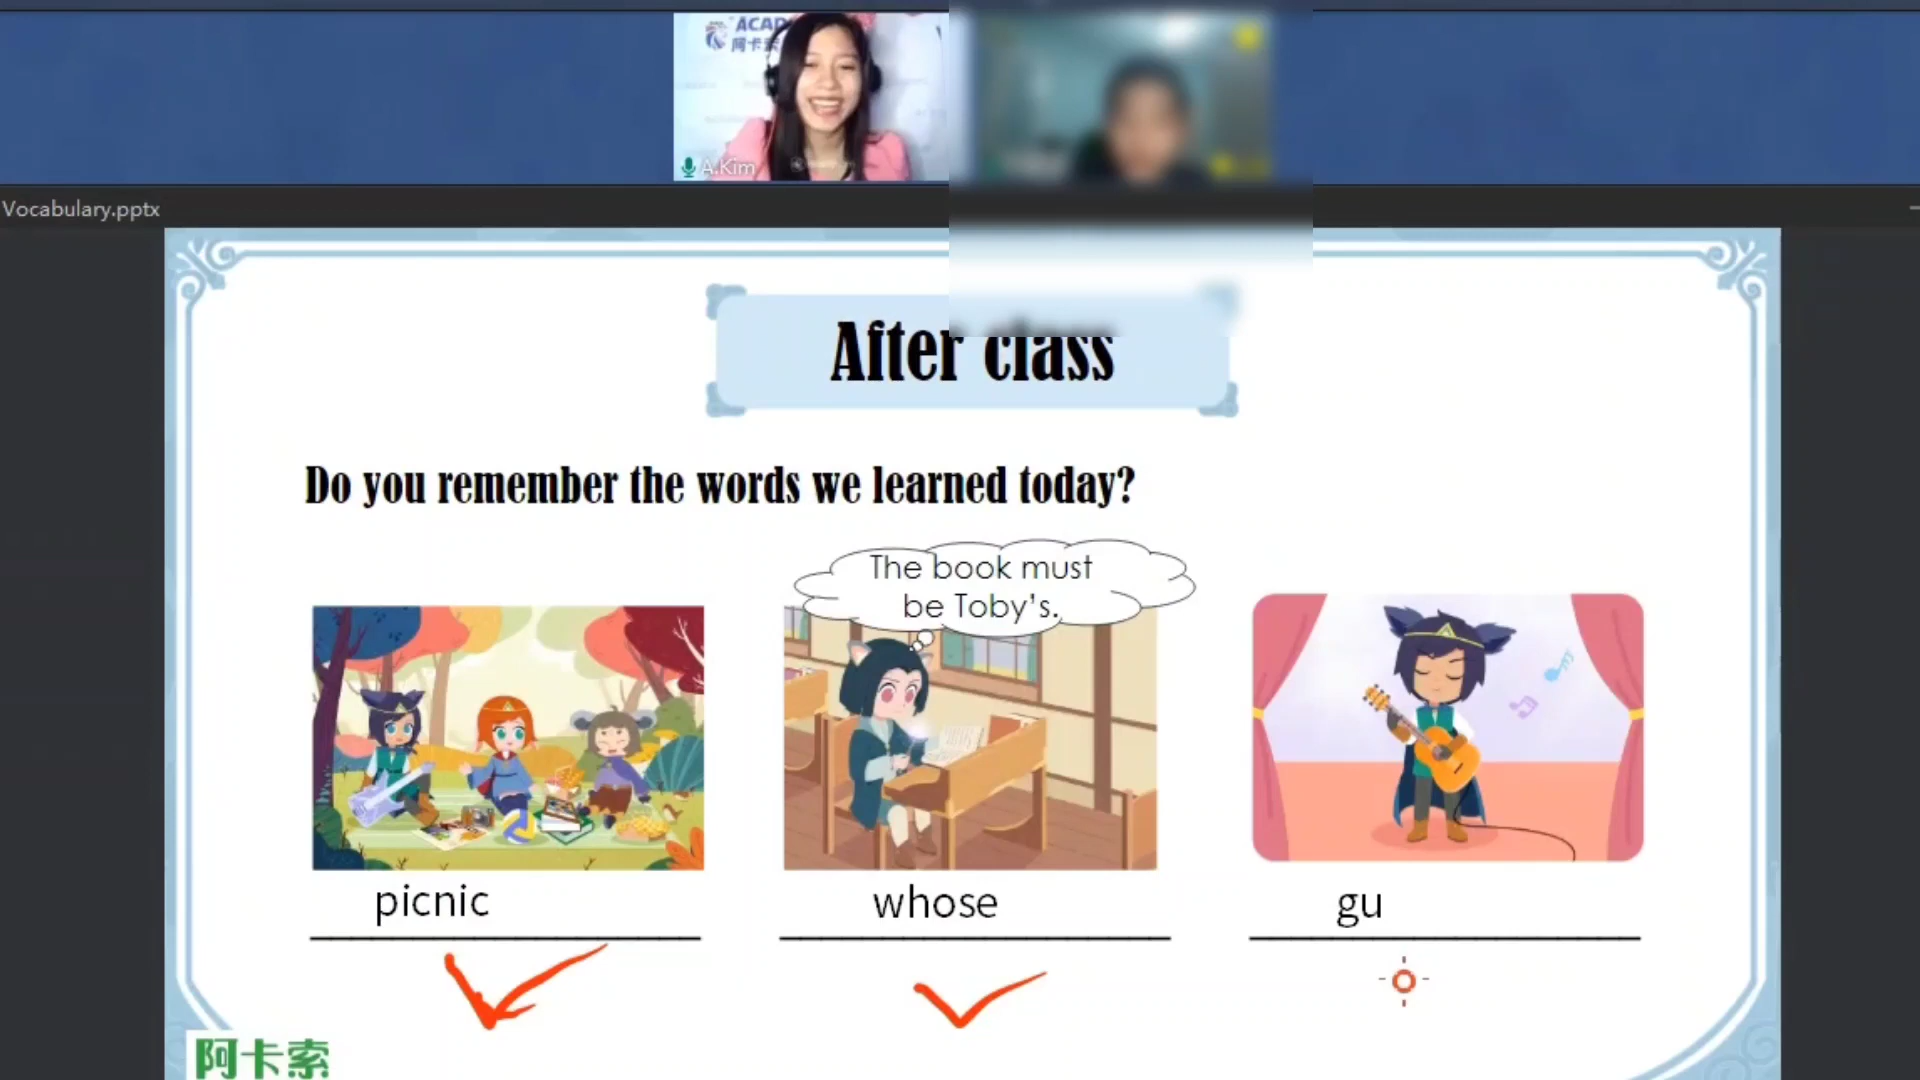 ACAD
阿卡索
A.Kim
Vocabulary.pptx
After class
Do you remember the words we learned today?
The book must
be Toby's.
picnic
whose
gu
阿卡索